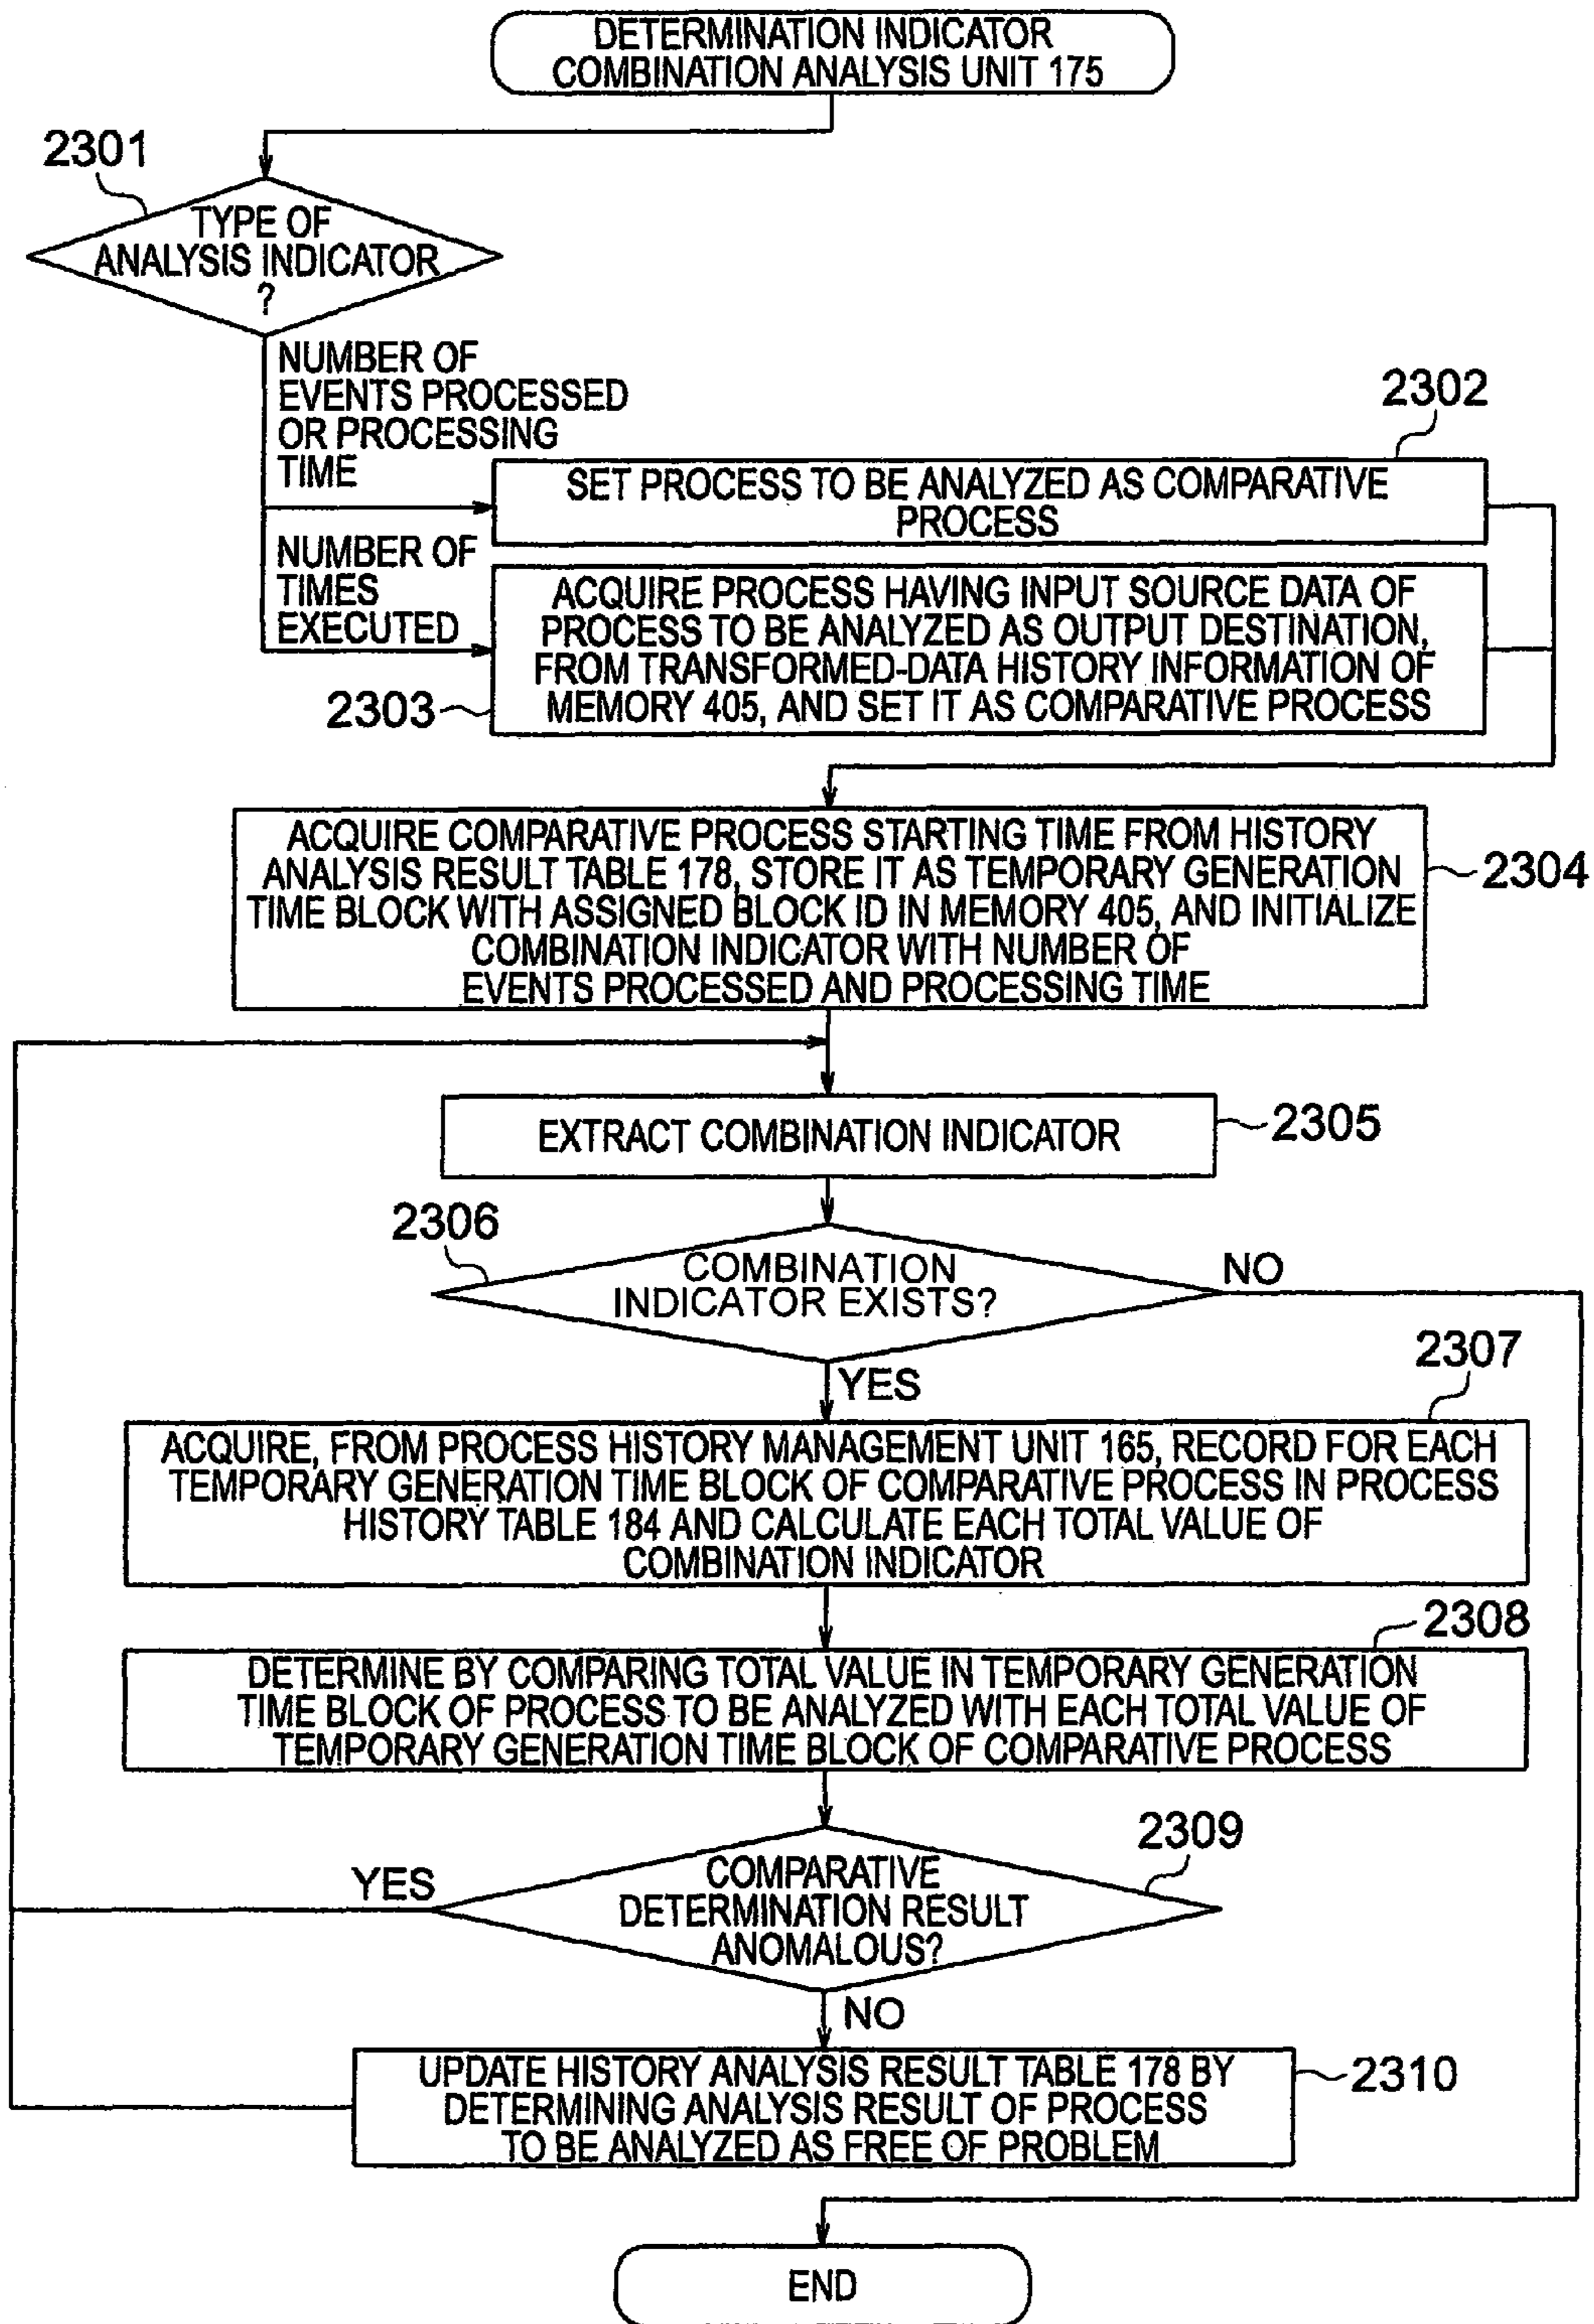 DETERMINATION INDICATOR
COMBINATION ANALYSIS UNIT 175
2301
TYPE OF
ANALYSIS INDICATOR
?
NUMBER OF
EVENTS PROCESSED
OR PROCESSING
TIME
2302
SET PROCESS TO BE ANALYZED AS COMPARATIVE
PROCESS
NUMBER OF
TIMES
EXECUTED
ACQUIRE PROCESS HAVING INPUT SOURCE DATA OF
PROCESS TO BE ANALYZED AS OUTPUT DESTINATION,
FROM TRANSFORMED-DATA HISTORY INFORMATION OF
MEMORY 405, AND SET IT AS COMPARATIVE PROCESS
2303
ACQUIRE COMPARATIVE PROCESS STARTING TIME FROM HISTORY
ANALYSIS RESULT TABLE 178, STORE IT AS TEMPORARY GENERATION
TIME BLOCK WITH ASSIGNED BLOCK ID IN MEMORY 405, AND INITIALIZE
COMBINATION INDICATOR WITH NUMBER OF
EVENTS PROCESSED AND PROCESSING TIME
2304
EXTRACT COMBINATION INDICATOR
2305
2306
COMBINATION
INDICATOR EXISTS?
NO
YES
2307
ACQUIRE, FROM PROCESS HISTORY MANAGEMENT UNIT 165, RECORD FOR EACH
TEMPORARY GENERATION TIME BLOCK OF COMPARATIVE PROCESS IN PROCESS
HISTORY TABLE 184 AND CALCULATE EACH TOTAL VALUE OF
COMBINATION INDICATOR
2308
DETERMINE BY COMPARING TOTAL VALUE IN TEMPORARY GENERATION
TIME BLOCK OF PROCESS TO BE ANALYZED WITH EACH TOTAL VALUE OF
TEMPORARY GENERATION TIME BLOCK OF COMPARATIVE PROCESS
2309
COMPARATIVE
DETERMINATION RESULT
ANOMALOUS?
YES
NO
UPDATE HISTORY ANALYSIS RESULT TABLE 178 BY
DETERMINING ANALYSIS RESULT OF PROCESS
TO BE ANALYZED AS FREE OF PROBLEM
2310
END